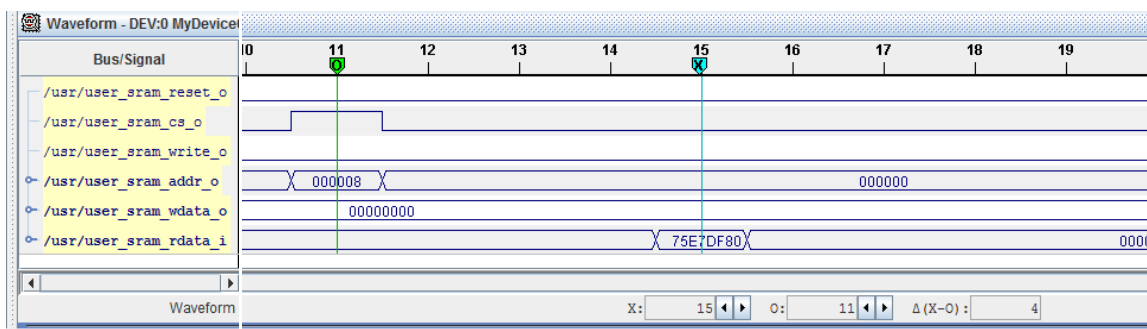 Waveform - DEV:0 MyDevice
Bus/Signal
10 11 12 13 14 15 16 17 18 19
O X
/usr/user_sram_reset_o
/usr/user_sram_cs_o
/usr/user_sram_write_o
/usr/user_sram_addr_o 000008 000000
/usr/user_sram_wdata_o 00000000
/usr/user_sram_rdata_i 75E7DF80 000
Waveform X: 15 O: 11 Δ(X-O): 4